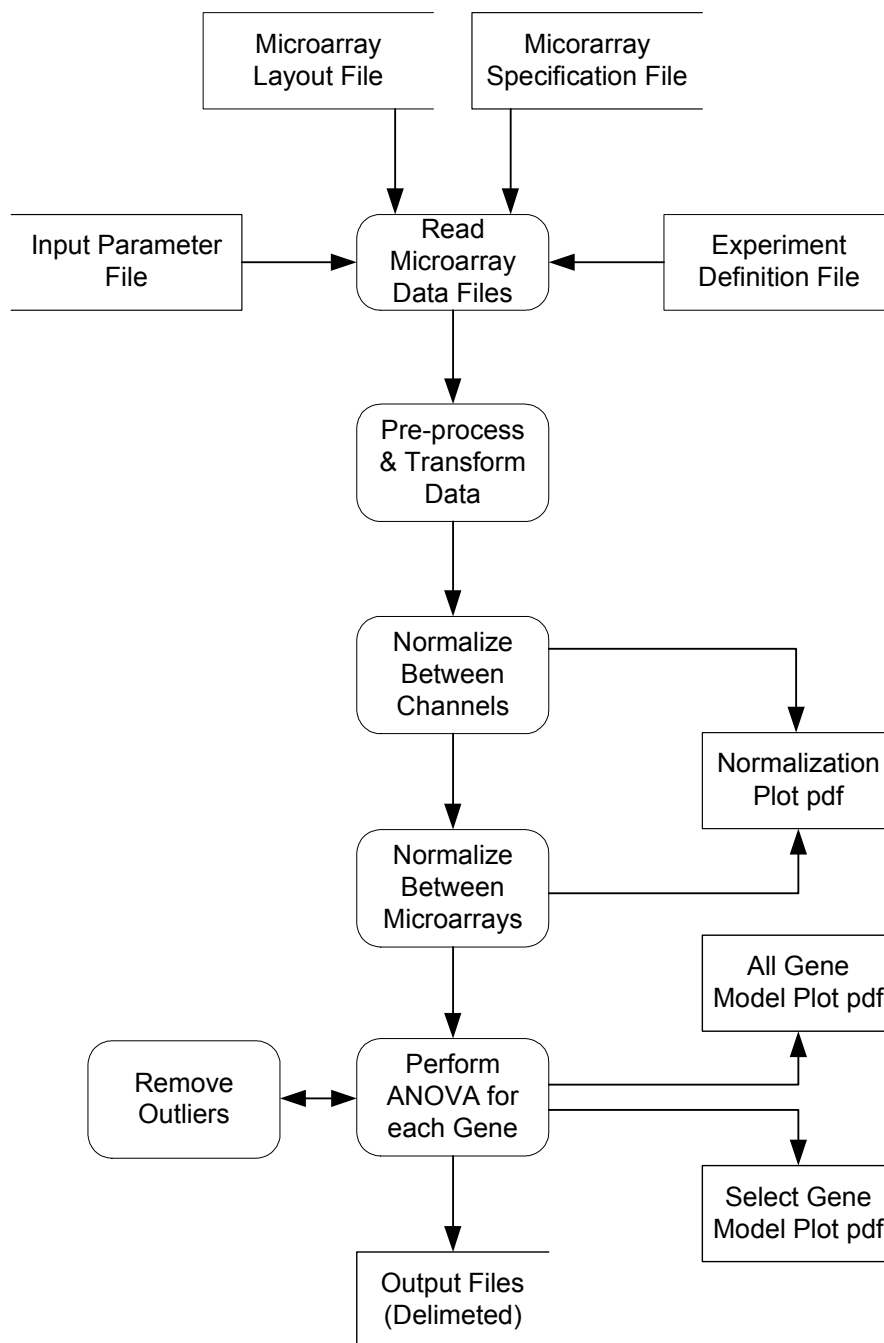 Microarray
Layout File
Micorarray
Specification File
Input Parameter
File
Read
Microarray
Data Files
Experiment
Definition File
Pre-process
& Transform
Data
Normalize
Between
Channels
Normalization
Plot pdf
Normalize
Between
Microarrays
All Gene
Model Plot pdf
Remove
Outliers
Perform
ANOVA for
each Gene
Select Gene
Model Plot pdf
Output Files
(Delimeted)